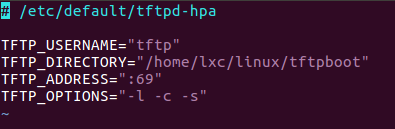 # /etc/default/tftpd-hpa
TFTP_USERNAME="tftp"
TFTP_DIRECTORY="/home/lxc/linux/tftpboot"
TFTP_ADDRESS=":69"
TFTP_OPTIONS="-l -c -s"
~